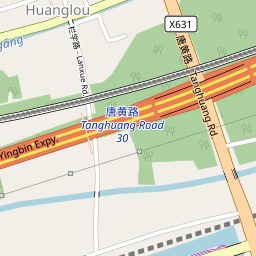 Huanglou
X631
兰学路 - Lanxue Rd.
唐黄路 Tanghuang Rd.
唐黄路
Tanghuang Road
30
Yingbin Expy.